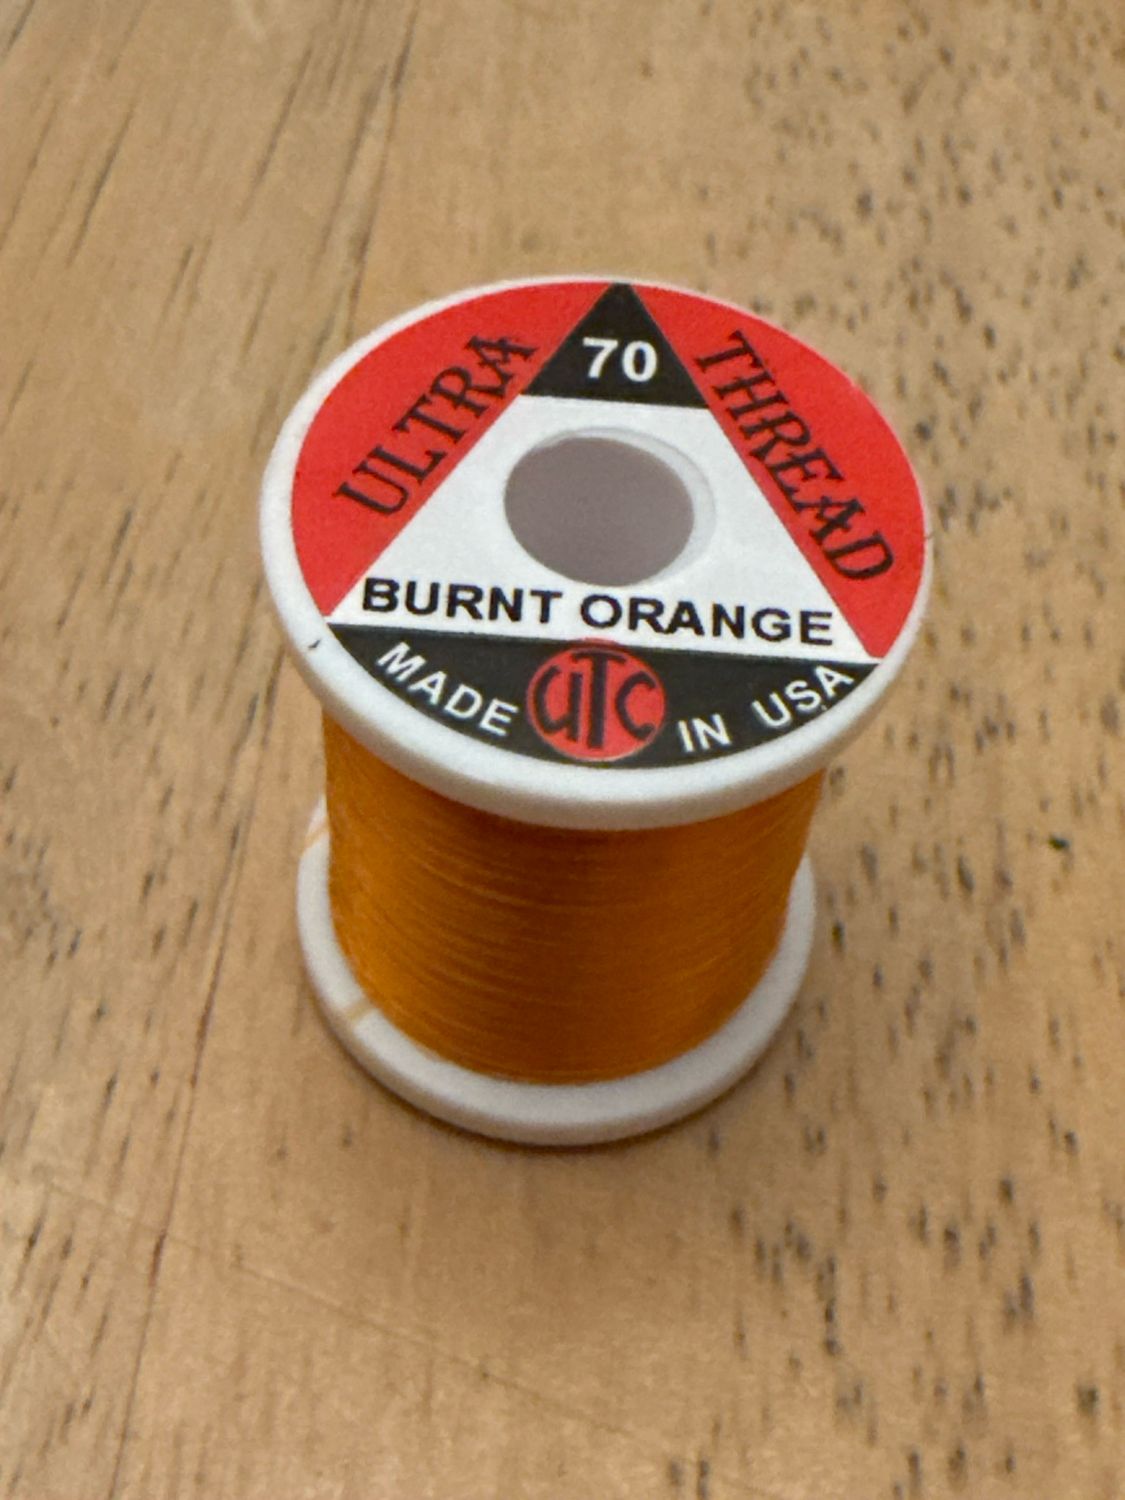 70
ULTRA THREAD
BURNT ORANGE
MADE UTC IN USA